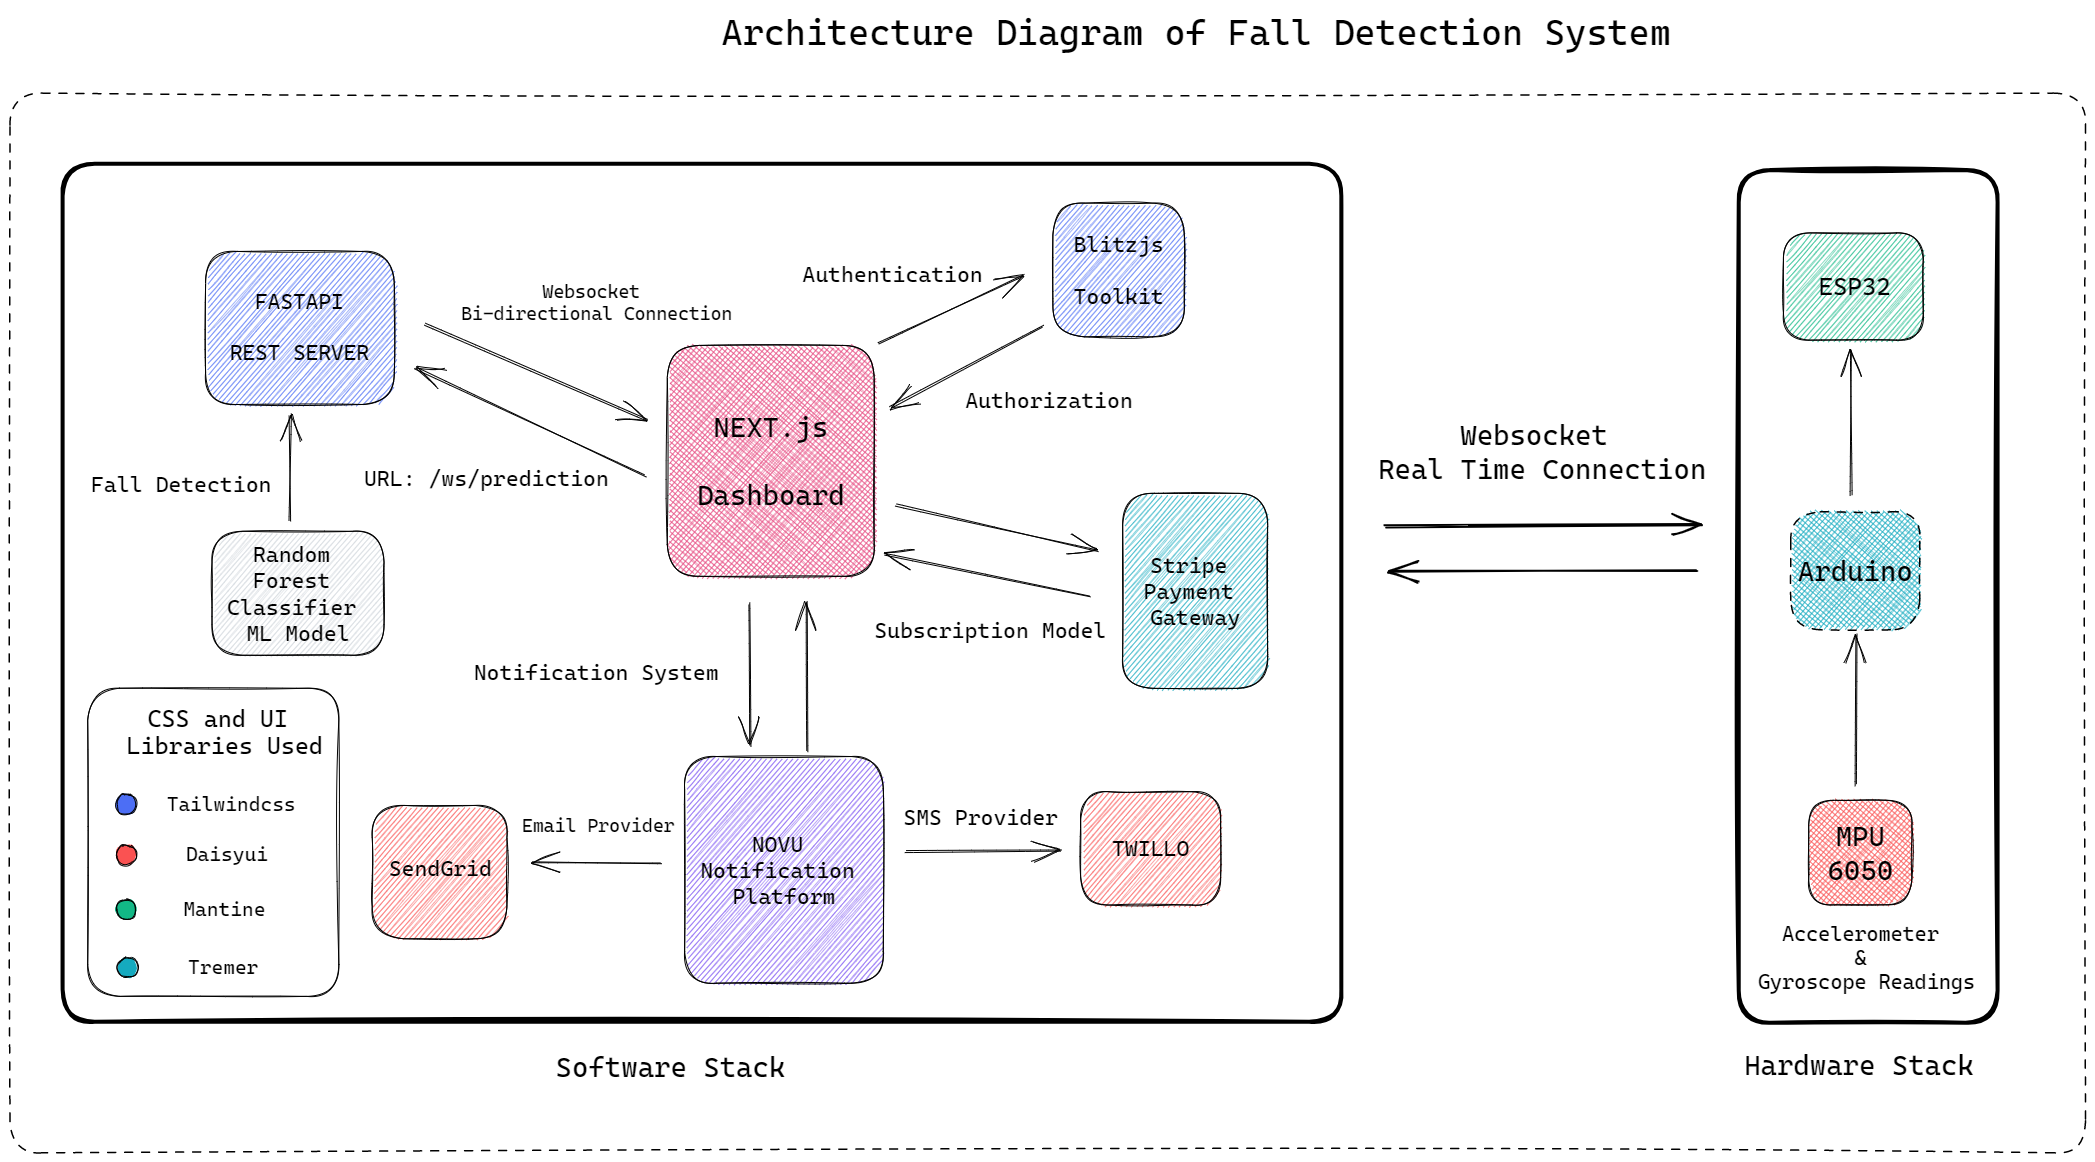 Architecture Diagram of Fall Detection System
FASTAPI
REST SERVER
Websocket
Bi-directional Connection
URL: /ws/prediction
Fall Detection
Random
Forest
Classifier
ML Model
NEXT.js
Dashboard
Authentication
Blitzjs
Toolkit
Authorization
Stripe
Payment
Gateway
Subscription Model
Notification System
NOVU
Notification
Platform
Email Provider
SendGrid
SMS Provider
TWILLO
CSS and UI
Libraries Used
Tailwindcss
Daisyui
Mantine
Tremer
Software Stack
Websocket
Real Time Connection
ESP32
Arduino
MPU
6050
Accelerometer
&
Gyroscope Readings
Hardware Stack